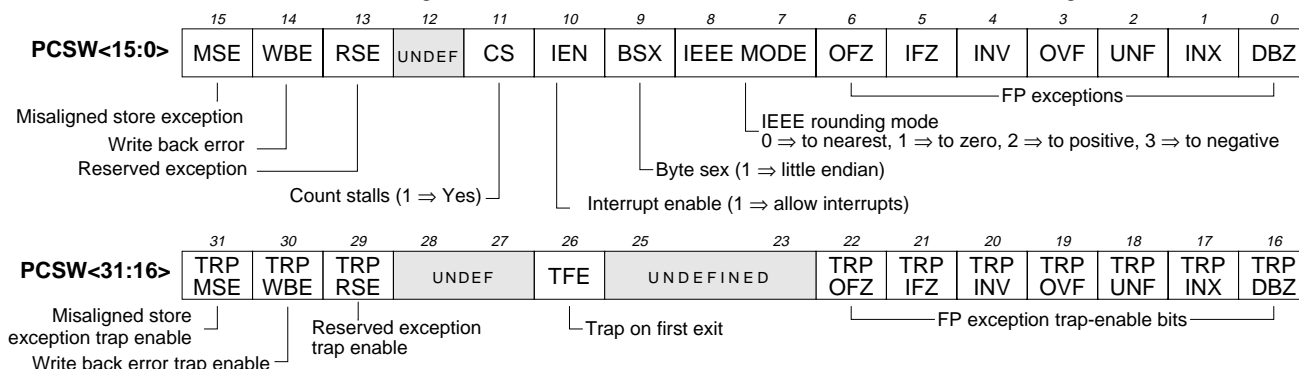 15 14 13 12 11 10 9 8 7 6 5 4 3 2 1 0
PCSW<15:0> MSE WBE RSE UNDEF CS IEN BSX IEEE MODE OFZ IFZ INV OVF UNF INX DBZ
FP exceptions
Misaligned store exception
IEEE rounding mode
Write back error
0 ⇒ to nearest, 1 ⇒ to zero, 2 ⇒ to positive, 3 ⇒ to negative
Reserved exception
Byte sex (1 ⇒ little endian)
Count stalls (1 ⇒ Yes)
Interrupt enable (1 ⇒ allow interrupts)
31 30 29 28 27 26 25 23 22 21 20 19 18 17 16
PCSW<31:16> TRP MSE TRP WBE TRP RSE UNDEF TFE UNDEFINED TRP OFZ TRP IFZ TRP INV TRP OVF TRP UNF TRP INX TRP DBZ
Misaligned store
exception trap enable
Reserved exception
trap enable
Trap on first exit
FP exception trap-enable bits
Write back error trap enable